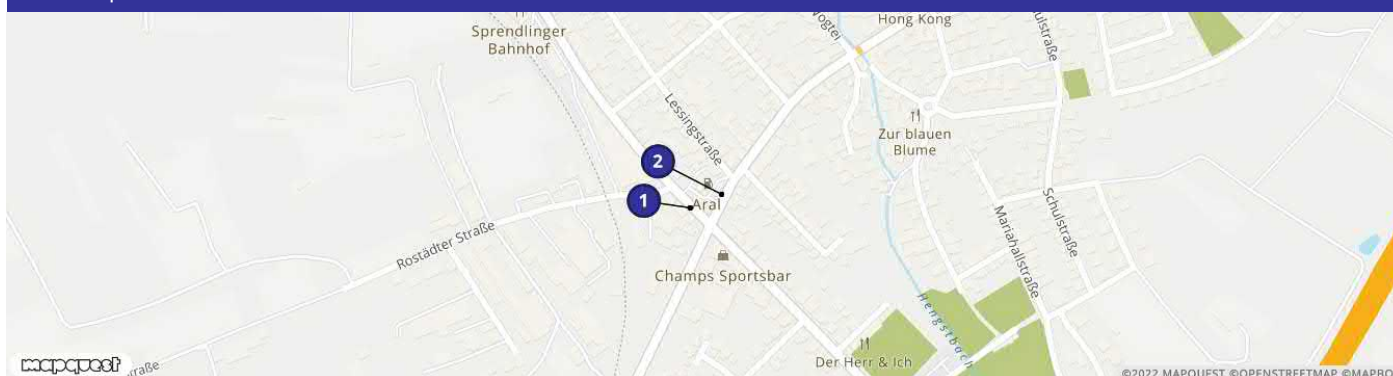 Sprendlinger
Bahnhof
Hong Kong
Schulstraße
Lessingstraße
Zur blauen
Blume
2
1
Aral
Rostädter Straße
Schulstraße
Mariahallstraße
Champs Sportsbar
Hengstbach
Der Herr & Ich
mapquest
©2022 MAPQUEST ©OPENSTREETMAP ©MAPBO